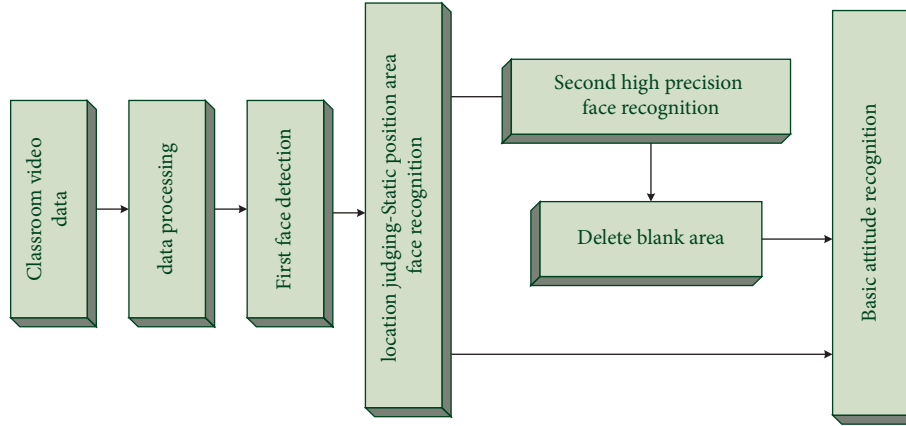 Classroom video
data
data processing
First face detection
location judging-Static position area
face recognition
Second high precision
face recognition
Delete blank area
Basic attitude recognition